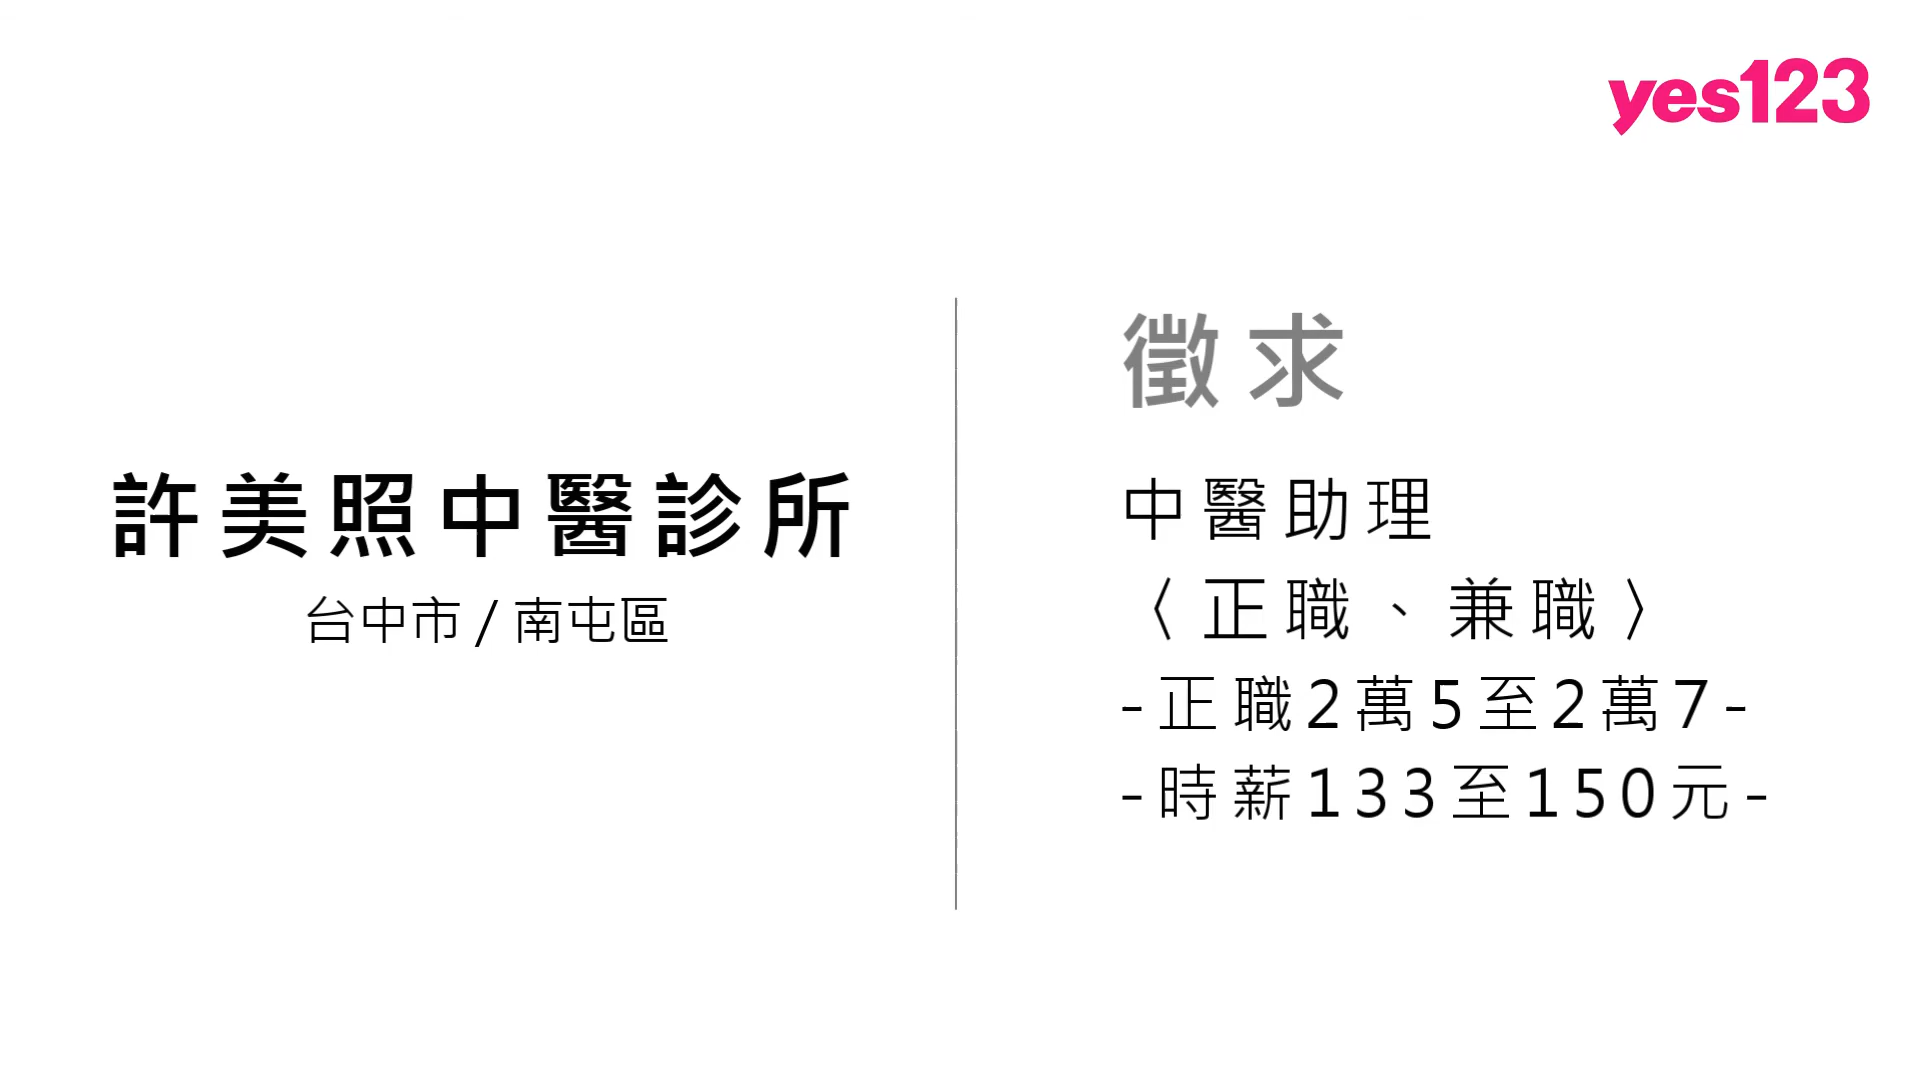 yes123
許美照中醫診所
台中市/南屯區
徵求
中醫助理
〈正職、兼職〉
-正職2萬5至2萬7-
-時薪133至150元-